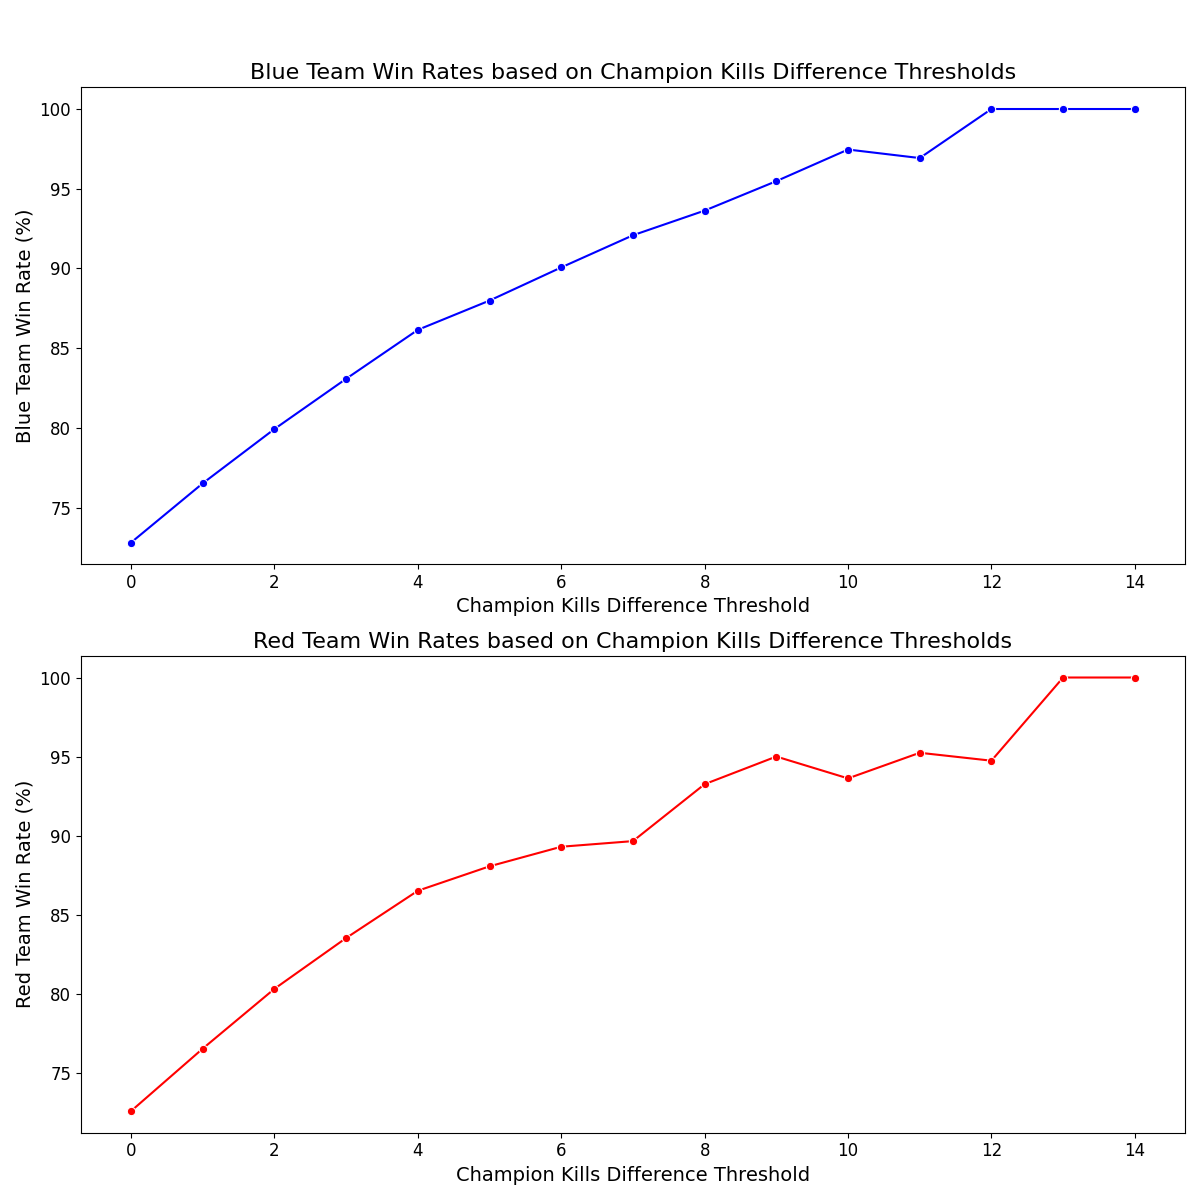 Blue Team Win Rates based on Champion Kills Difference Thresholds
100
95
90
85
80
75
Blue Team Win Rate (%)
0 2 4 6 8 10 12 14
Champion Kills Difference Threshold
Red Team Win Rates based on Champion Kills Difference Thresholds
100
95
90
85
80
75
Red Team Win Rate (%)
0 2 4 6 8 10 12 14
Champion Kills Difference Threshold